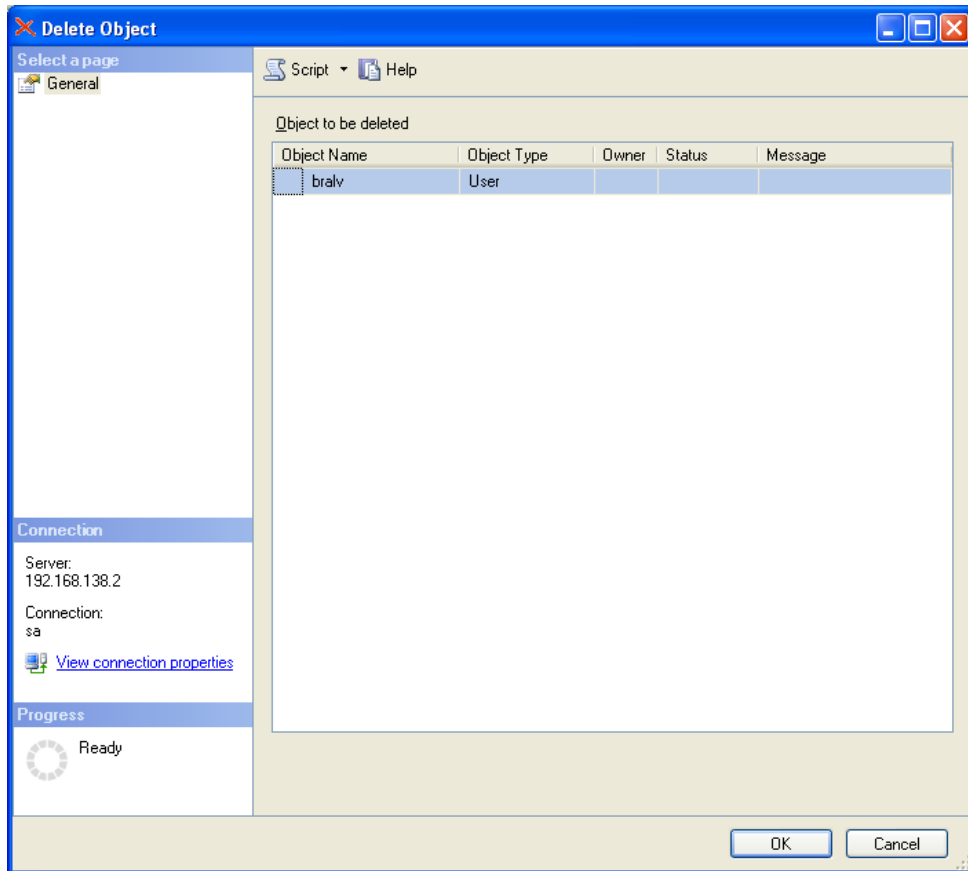 Delete Object
Select a page
General
Script Help
Object to be deleted
Object Name Object Type Owner Status Message
bralv User
Connection
Server:
192.168.138.2
Connection:
sa
View connection properties
Progress
Ready
OK Cancel